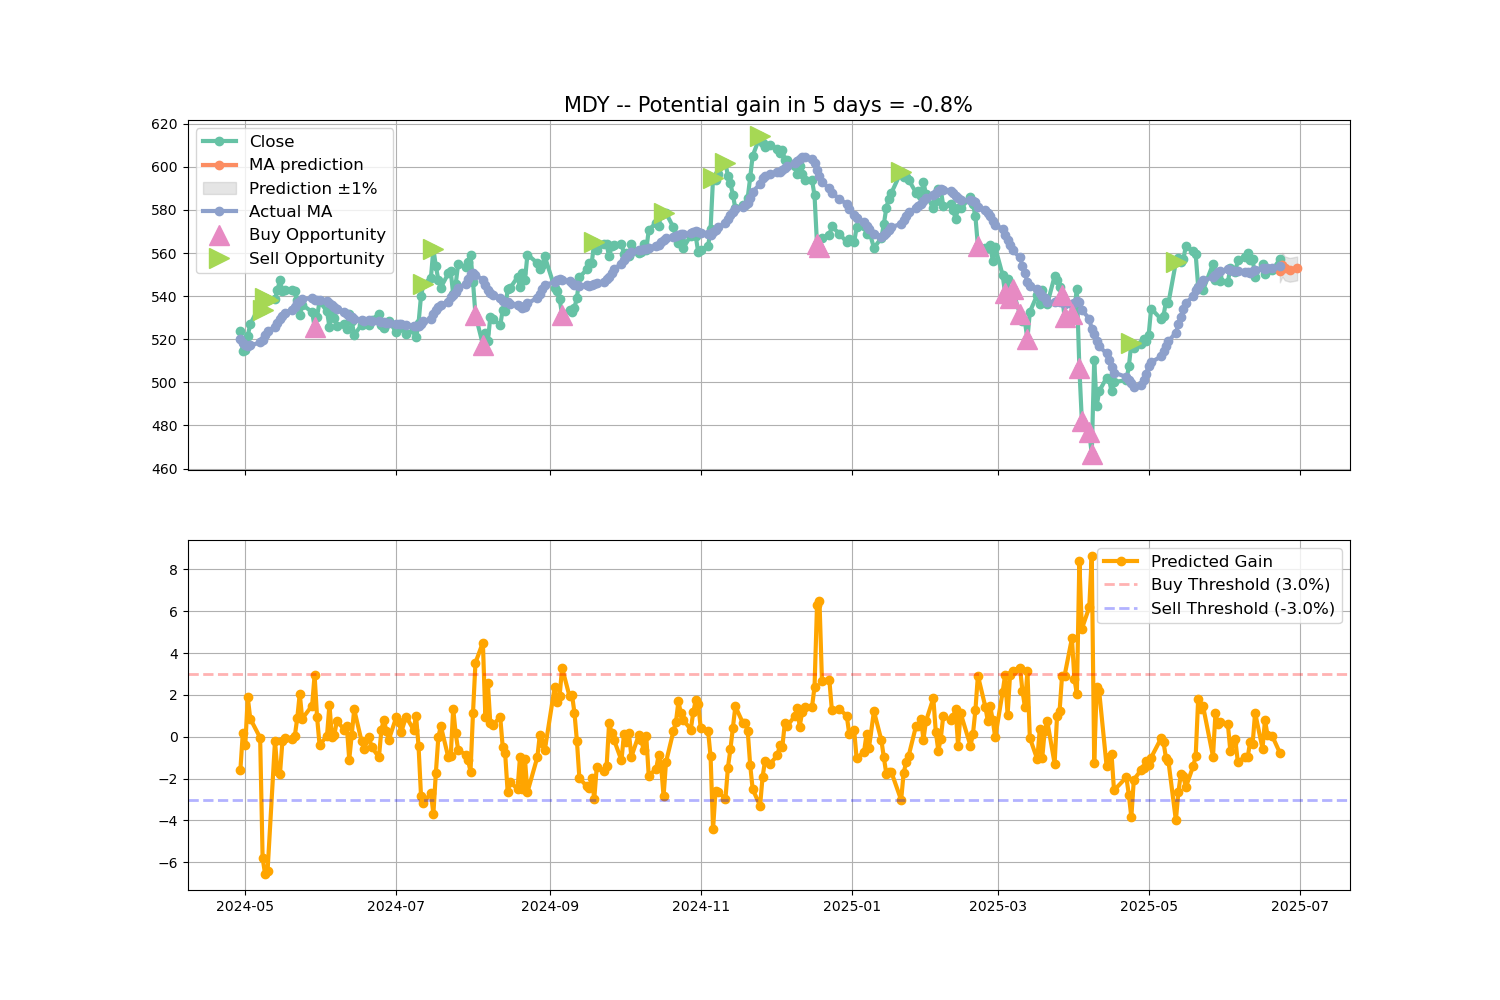 MDY -- Potential gain in 5 days = -0.8%
620
600
580
560
540
520
500
480
460
Close
MA prediction
Prediction ±1%
Actual MA
Buy Opportunity
Sell Opportunity
8
6
4
2
0
−2
−4
−6
Predicted Gain
Buy Threshold (3.0%)
Sell Threshold (-3.0%)
2024-05 2024-07 2024-09 2024-11 2025-01 2025-03 2025-05 2025-07